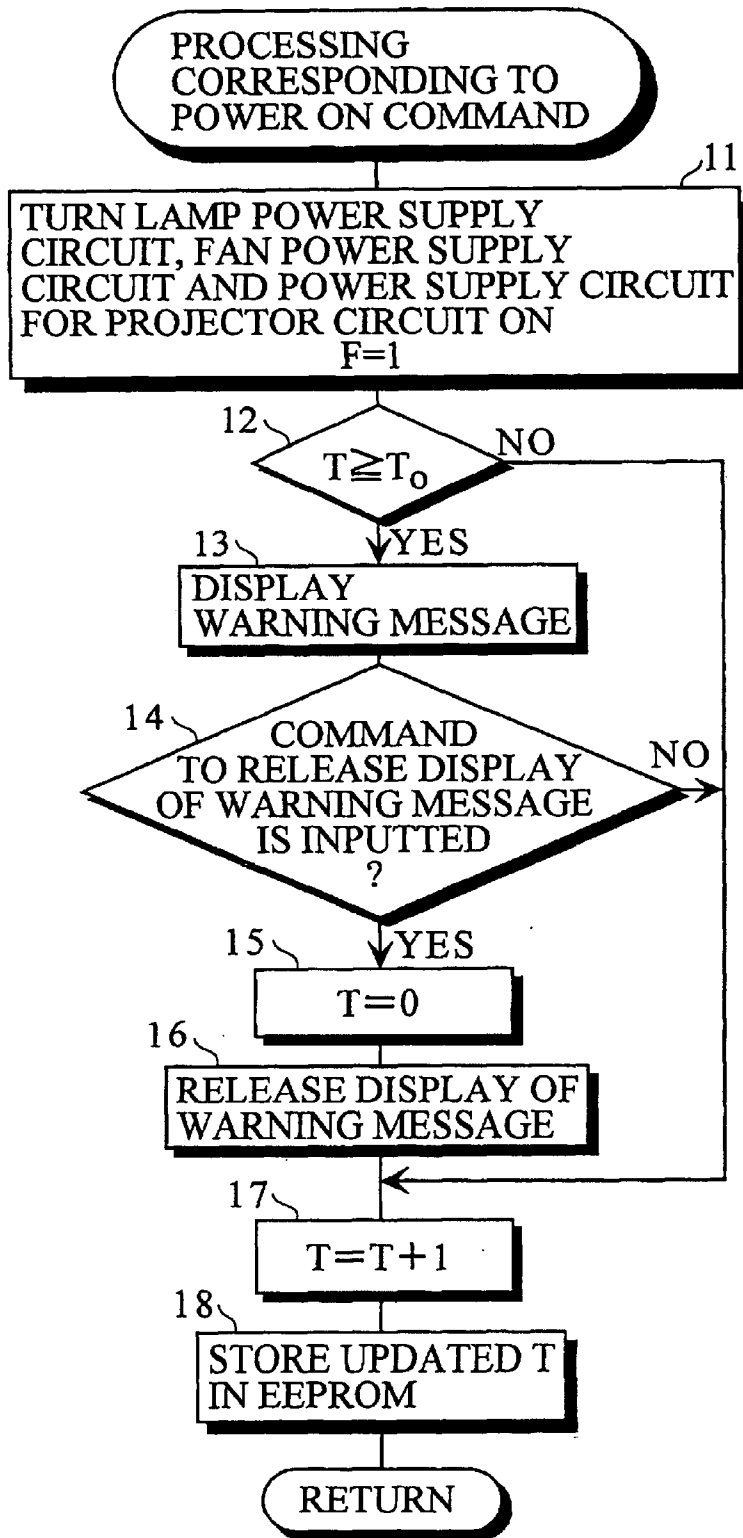 PROCESSING
CORRESPONDING TO
POWER ON COMMAND
11
TURN LAMP POWER SUPPLY
CIRCUIT, FAN POWER SUPPLY
CIRCUIT AND POWER SUPPLY CIRCUIT
FOR PROJECTOR CIRCUIT ON
F=1
12
T≧T₀
NO
YES
13
DISPLAY
WARNING MESSAGE
14
COMMAND
TO RELEASE DISPLAY
OF WARNING MESSAGE
IS INPUTTED
?
NO
YES
15
T=0
16
RELEASE DISPLAY OF
WARNING MESSAGE
17
T=T+1
18
STORE UPDATED T
IN EEPROM
RETURN